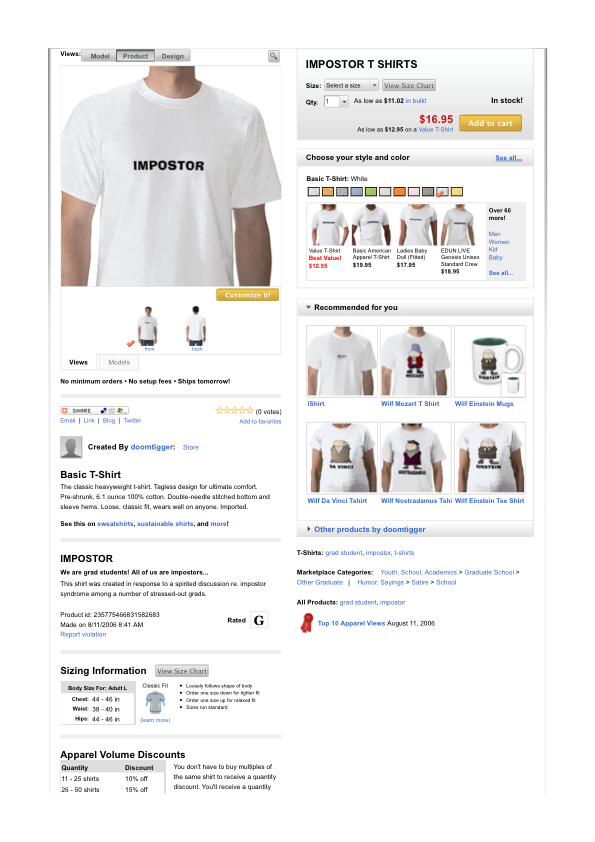 Views: Model Product Design
IMPOSTOR
Customize it!
front back
Views Models
No minimum orders • No setup fees • Ships tomorrow!
SHARE
Email | Link | Blog | Twitter
(0 votes)
Add to favorites
Created By doomtigger: Store
Basic T-Shirt
The classic heavyweight t-shirt. Tagless design for ultimate comfort.
Pre-shrunk, 6.1 ounce 100% cotton. Double-needle stitched bottom and
sleeve hems. Loose, classic fit, wears well on anyone. Imported.
See this on sweatshirts, sustainable shirts, and more!
IMPOSTOR
We are grad students! All of us are impostors...
This shirt was created in response to a spirited discussion re. impostor
syndrome among a number of stressed-out grads.
Product id: 235775466831582683
Made on 8/11/2006 8:41 AM
Report violation
Rated G
Sizing Information View Size Chart
Body Size For: Adult L
Chest: 44 - 46 in
Waist: 38 - 40 in
Hips: 44 - 46 in
Classic Fit
(learn more)
• Loosely follows shape of body
• Order one size down for tighter fit
• Order one size up for relaxed fit
• Sizes run standard
Apparel Volume Discounts
Quantity Discount
11 - 25 shirts 10% off
26 - 50 shirts 15% off
You don't have to buy multiples of
the same shirt to receive a quantity
discount. You'll receive a quantity
IMPOSTOR T SHIRTS
Size: Select a size View Size Chart
Qty. 1 As low as $11.02 in bulk! In stock!
$16.95
As low as $12.95 on a Value T-Shirt
Add to cart
Choose your style and color See all...
Basic T-Shirt: White
Value T-Shirt
Best Value!
$12.95
Basic American
Apparel T-Shirt
$19.95
Ladies Baby
Doll (Fitted)
$17.95
EDUN LIVE
Genesis Unisex
Standard Crew
$18.95
Over 60
more!
Men
Women
Kid
Baby
See all...
Recommended for you
MOZART
EINSTEIN
iShirt Wilf Mozart T Shirt Wilf Einstein Mugs
DA VINCI
NOSTRADAMUS
EINSTEIN
Wilf Da Vinci Tshirt Wilf Nostradamus Tshi Wilf Einstein Tee Shirt
Other products by doomtigger
T-Shirts: grad student, impostor, t-shirts
Marketplace Categories: Youth, School, Academics > Graduate School >
Other Graduate | Humor, Sayings > Satire > School
All Products: grad student, impostor
Top 10 Apparel Views August 11, 2006